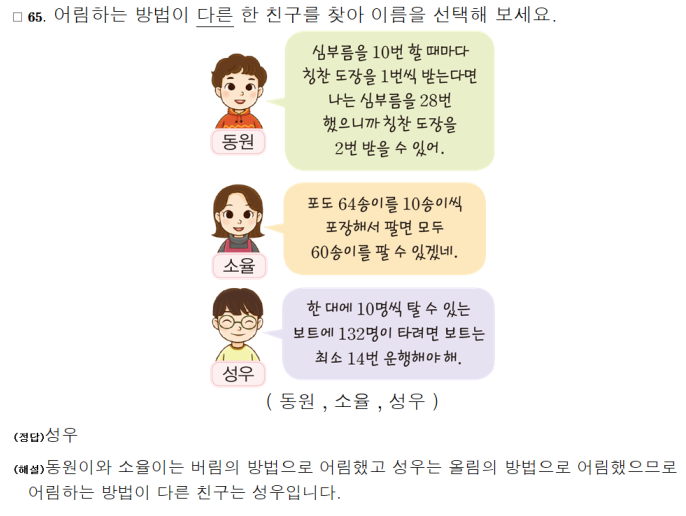 □ 65. 어림하는 방법이 다른 한 친구를 찾아 이름을 선택해 보세요.
심부름을 10번 할 때마다
칭찬 도장을 1번씩 받는다면
나는 심부름을 28번
했으니까 칭찬 도장을
2번 받을 수 있어.
동원
포도 64송이를 10송이씩
포장해서 팔면 모두
60송이를 팔 수 있겠네.
소율
한 대에 10명씩 탈 수 있는
보트에 132명이 타려면 보트는
최소 14번 운행해야 해.
성우
( 동원 , 소율 , 성우 )
(정답)성우
(해설)동원이와 소율이는 버림의 방법으로 어림했고 성우는 올림의 방법으로 어림했으므로
어림하는 방법이 다른 친구는 성우입니다.